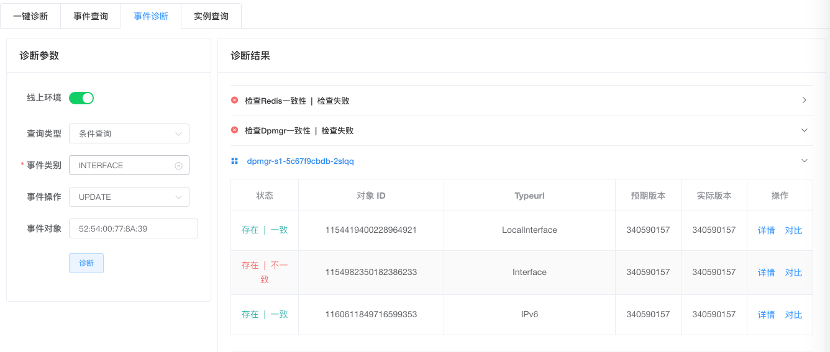 一键诊断 事件查询 事件诊断 实例查询
诊断参数
线上环境
查询类型 条件查询
* 事件类别 INTERFACE
事件操作 UPDATE
事件对象 52:54:00:77:8A:39
诊断
诊断结果
检查Redis一致性 | 检查失败
检查Dpmgr一致性 | 检查失败
dpmgr-s1-5c67f9cbdb-2slqq
状态 对象 ID Typeurl 预期版本 实际版本 操作
存在 | 一致 1154419400228964921 LocalInterface 340590157 340590157 详情 对比
存在 | 不一
致 1154982350182386233 Interface 340590157 340590157 详情 对比
存在 | 一致 1160611849716599353 IPv6 340590157 340590157 详情 对比